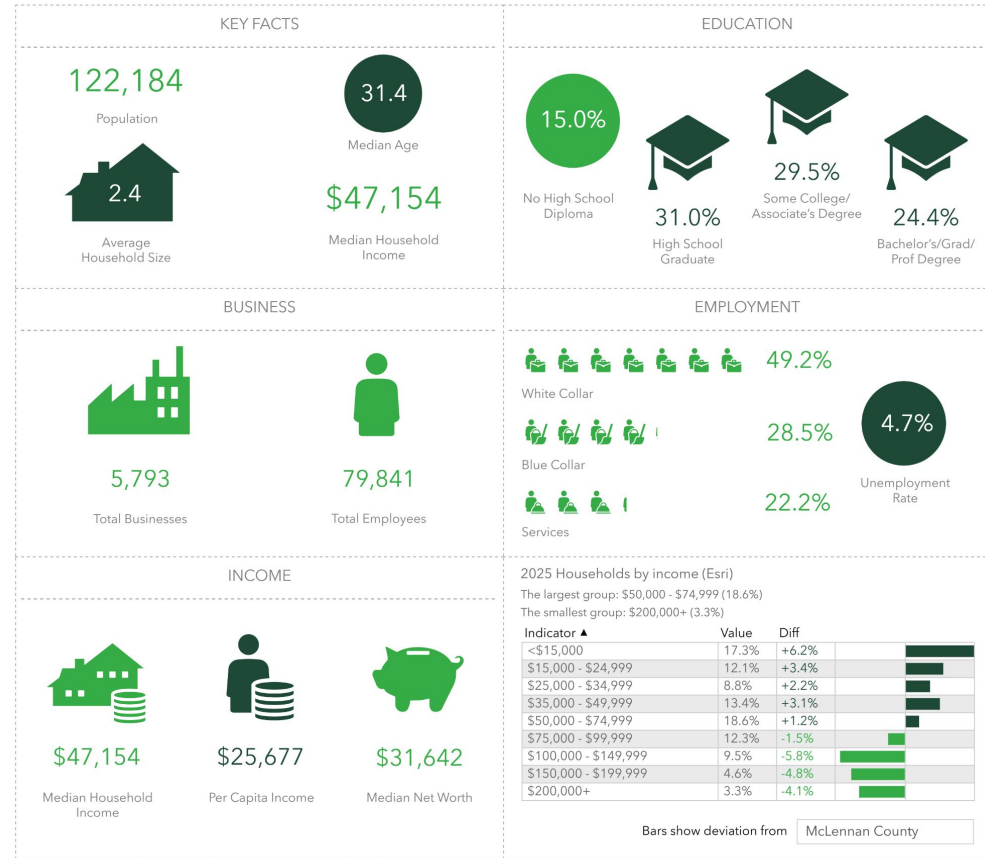 KEY FACTS
122,184
Population
31.4
Median Age
2.4
Average
Household Size
$47,154
Median Household
Income
EDUCATION
15.0%
No High School
Diploma
31.0%
High School
Graduate
29.5%
Some College/
Associate's Degree
24.4%
Bachelor's/Grad/
Prof Degree
BUSINESS
5,793
Total Businesses
79,841
Total Employees
EMPLOYMENT
49.2%
White Collar
28.5%
Blue Collar
22.2%
Services
4.7%
Unemployment
Rate
INCOME
$47,154
Median Household
Income
$25,677
Per Capita Income
$31,642
Median Net Worth
2025 Households by income (Esri)
The largest group: $50,000 - $74,999 (18.6%)
The smallest group: $200,000+ (3.3%)
Indicator ▲ Value Diff
<$15,000 17.3% +6.2%
$15,000 - $24,999 12.1% +3.4%
$25,000 - $34,999 8.8% +2.2%
$35,000 - $49,999 13.4% +3.1%
$50,000 - $74,999 18.6% +1.2%
$75,000 - $99,999 12.3% -1.5%
$100,000 - $149,999 9.5% -5.8%
$150,000 - $199,999 4.6% -4.8%
$200,000+ 3.3% -4.1%
Bars show deviation from McLennan County